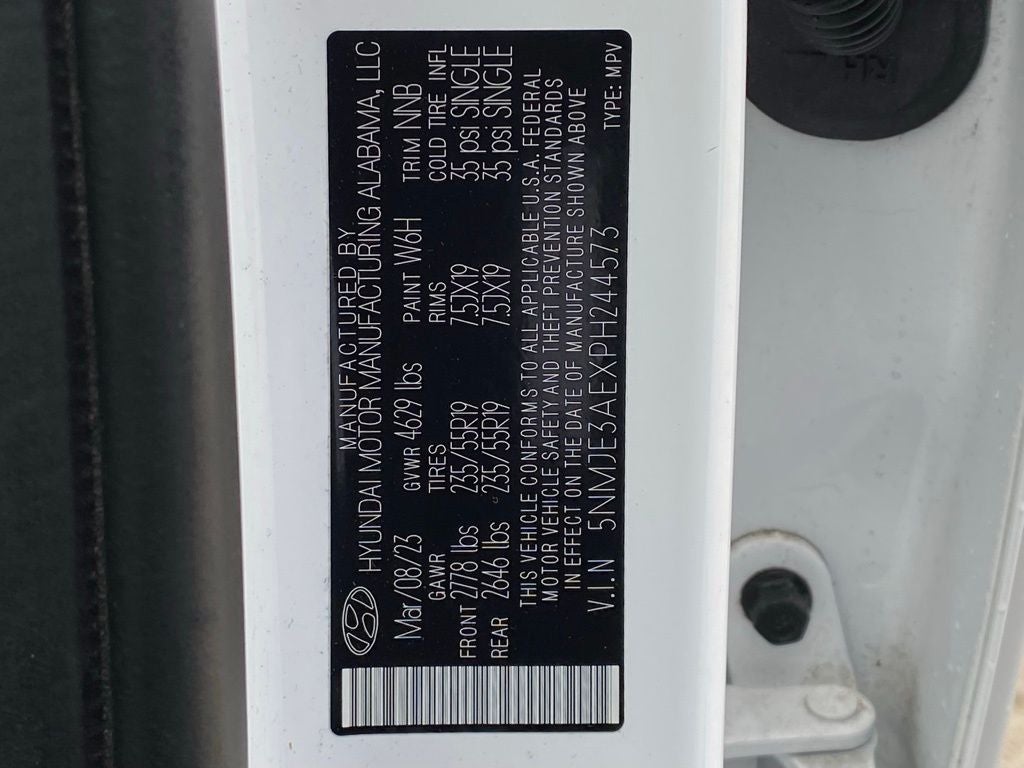 MANUFACTURED BY
HYUNDAI MOTOR MANUFACTURING ALABAMA, LLC
Mar/08/23 GVWR 4629 lbs PAINT W6H TRIM NNB
GAWR TIRES RIMS COLD TIRE INFL
FRONT 2778 lbs 235/55R19 7.5JX19 35 psi SINGLE
REAR 2646 lbs 235/55R19 7.5JX19 35 psi SINGLE
THIS VEHICLE CONFORMS TO ALL APPLICABLE U.S.A. FEDERAL
MOTOR VEHICLE SAFETY AND THEFT PREVENTION STANDARDS
IN EFFECT ON THE DATE OF MANUFACTURE SHOWN ABOVE
V.I.N 5NMJE3AEXPH244573 TYPE: MPV
RH